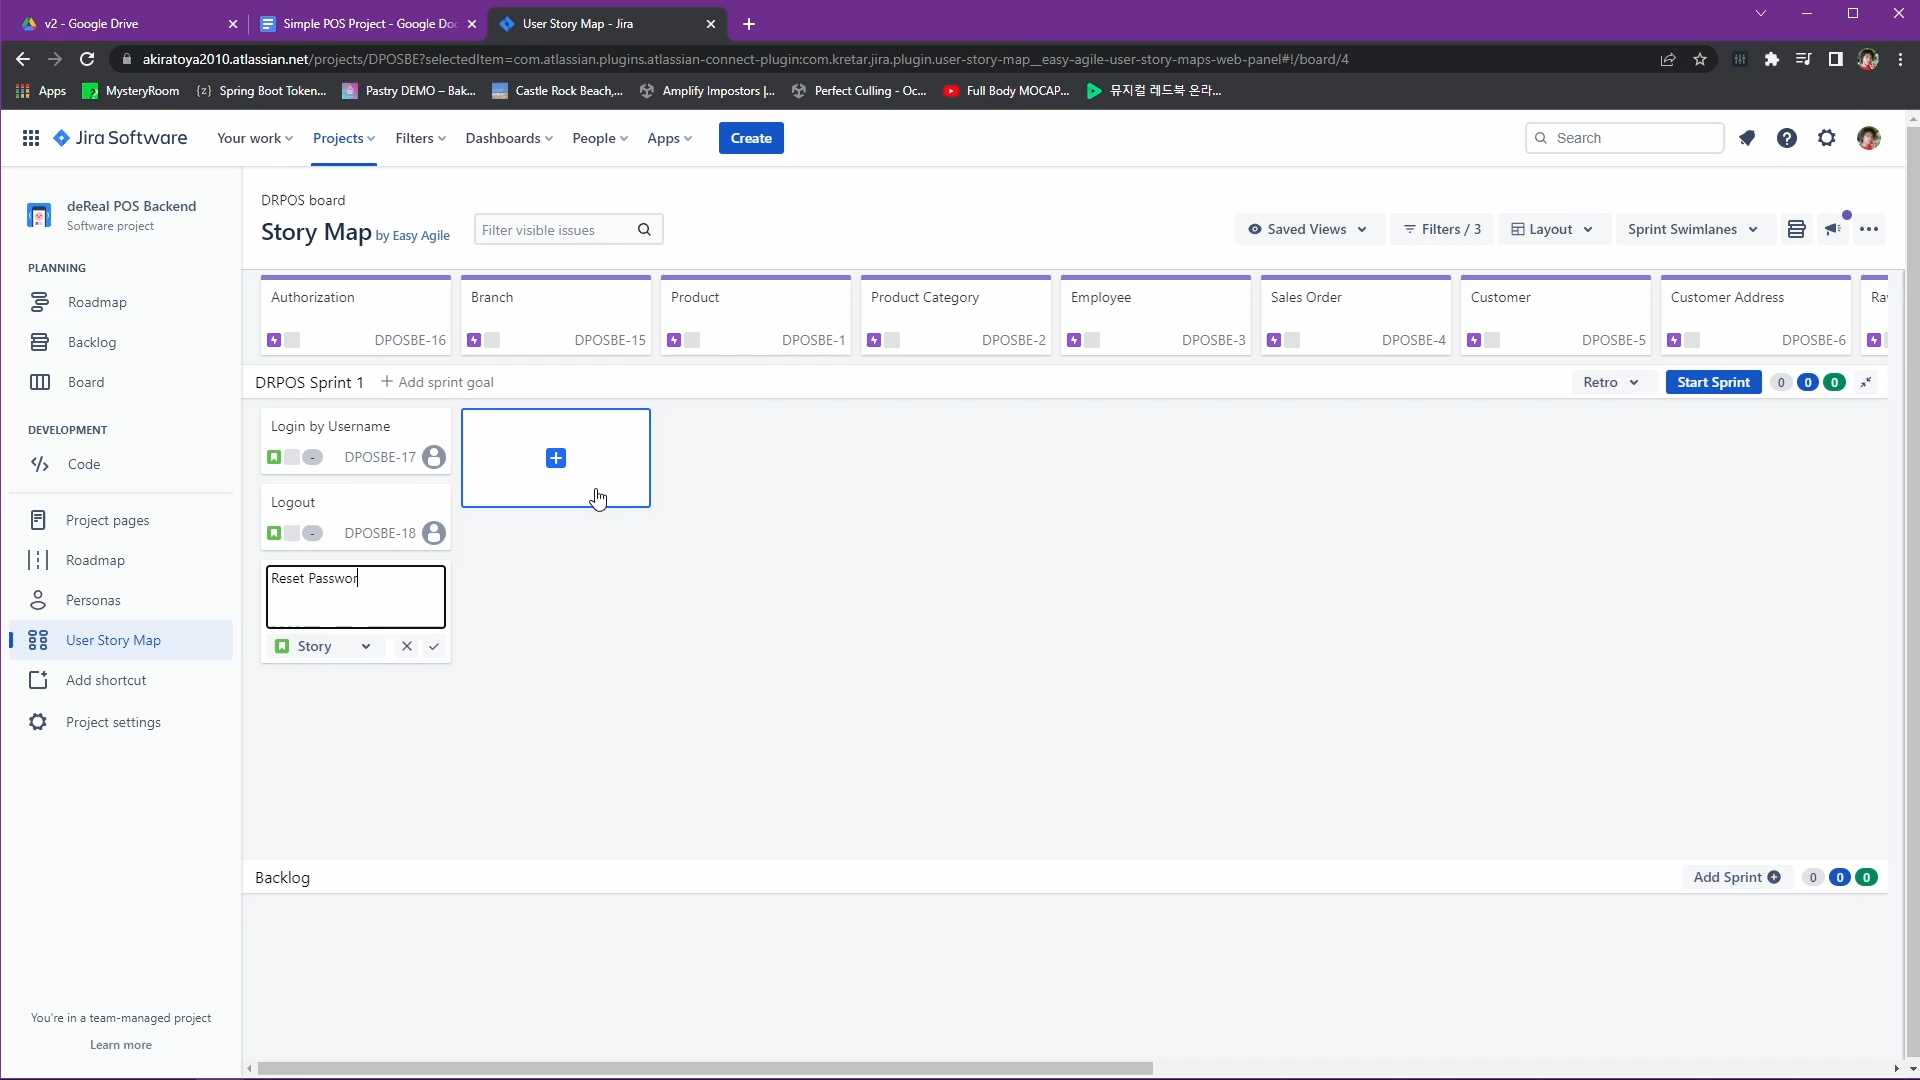 v2 - Google Drive
Simple POS Project - Google Doc
User Story Map - Jira
akiratoya2010.atlassian.net/projects/DPOSBE?selectedItem=com.atlassian.plugins.atlassian-connect-plugin:com.kretar.jira.plugin.user-story-map__easy-agile-user-story-maps-web-panel#!/board/4
Apps
MysteryRoom
Spring Boot Token...
Pastry DEMO – Bak...
Castle Rock Beach,...
Amplify Impostors |...
Perfect Culling - Oc...
Full Body MOCAP...
뮤지컬 레드북 온라...
Jira Software
Your work
Projects
Filters
Dashboards
People
Apps
Create
Search
deReal POS Backend
Software project
PLANNING
Roadmap
Backlog
Board
DEVELOPMENT
Code
Project pages
Roadmap
Personas
User Story Map
Add shortcut
Project settings
You're in a team-managed project
Learn more
DRPOS board
Story Map by Easy Agile
Filter visible issues
Saved Views
Filters / 3
Layout
Sprint Swimlanes
Authorization
DPOSBE-16
Branch
DPOSBE-15
Product
DPOSBE-1
Product Category
DPOSBE-2
Employee
DPOSBE-3
Sales Order
DPOSBE-4
Customer
DPOSBE-5
Customer Address
DPOSBE-6
Ra
DRPOS Sprint 1
+ Add sprint goal
Retro
Start Sprint
0 0 0
Login by Username
- DPOSBE-17
Logout
- DPOSBE-18
Reset Passwor
Story
Backlog
Add Sprint
0 0 0